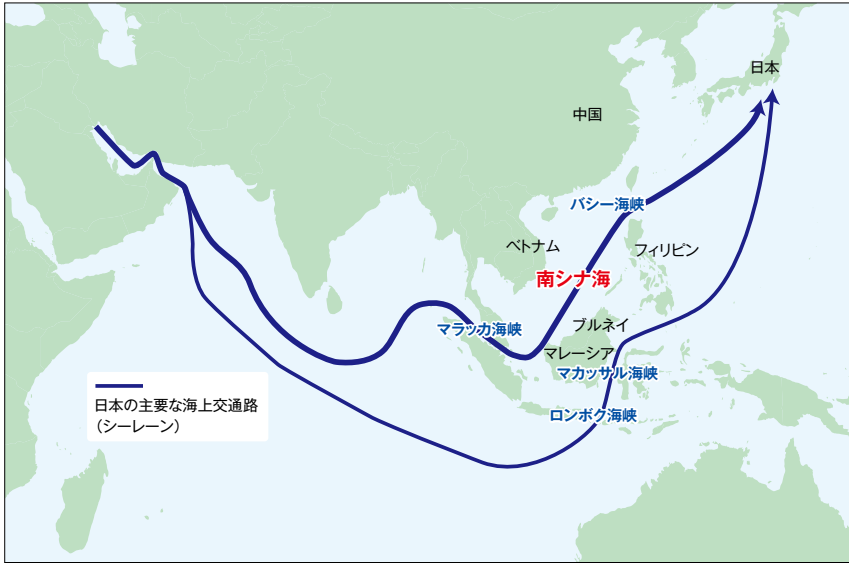 日本
中国
バシー海峡
ベトナム
フィリピン
南シナ海
ブルネイ
マラッカ海峡
マレーシア
マカッサル海峡
ロンボク海峡
日本の主要な海上交通路
（シーレーン）